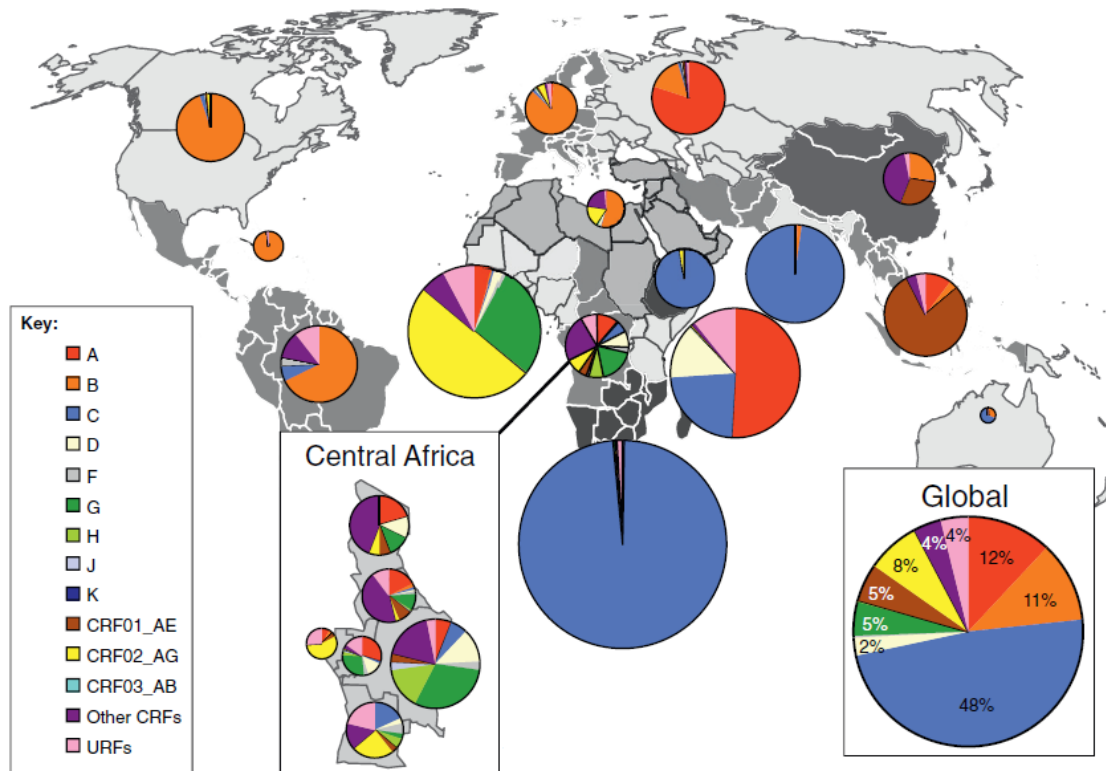 Key:
A
B
C
D
F
G
H
J
K
CRF01_AE
CRF02_AG
CRF03_AB
Other CRFs
URFs
Central Africa
Global
4%
4%
12%
8%
11%
5%
5%
2%
48%